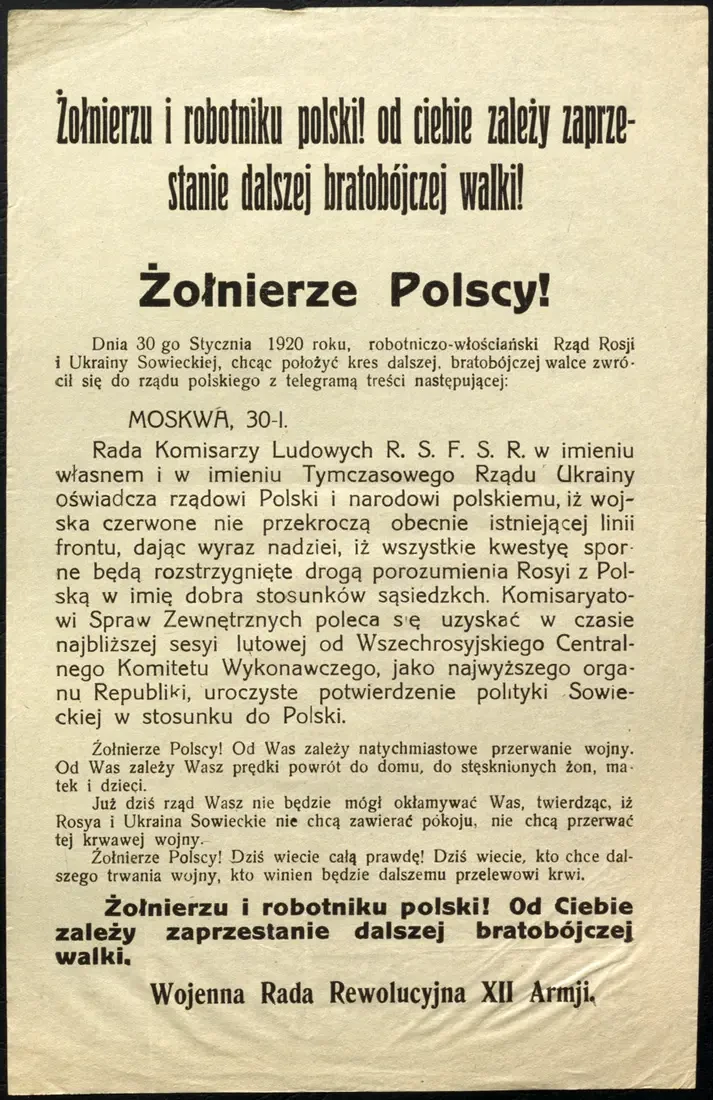 Żołnierzu i robotniku polski! od ciebie zależy zaprze-
stanie dalszej bratobójczej walki!
Żołnierze Polscy!
Dnia 30 go Stycznia 1920 roku, robotniczo-włościański Rząd Rosji
i Ukrainy Sowieckiej, chcąc położyć kres dalszej, bratobójczej walce zwró-
cił się do rządu polskiego z telegramą treści następującej:
MOSKWA, 30-I.
Rada Komisarzy Ludowych R. S. F. S. R. w imieniu
własnem i w imieniu Tymczasowego Rządu Ukrainy
oświadcza rządowi Polski i narodowi polskiemu, iż woj-
ska czerwone nie przekroczą obecnie istniejącej linii
frontu, dając wyraz nadziei, iż wszystkie kwestyę spor-
ne będą rozstrzygnięte drogą porozumienia Rosyi z Pol-
ską w imię dobra stosunków sąsiedzkch. Komisaryato-
wi Spraw Zewnętrznych poleca się uzyskać w czasie
najbliższej sesyi lutowej od Wszechrosyjskiego Central-
nego Komitetu Wykonawczego, jako najwyższego orga-
nu Republiki, uroczyste potwierdzenie polityki Sowie-
ckiej w stosunku do Polski.
Żołnierze Polscy! Od Was zależy natychmiastowe przerwanie wojny.
Od Was zależy Wasz prędki powrót do domu, do stęsknionych żon, ma-
tek i dzieci.
Już dziś rząd Wasz nie będzie mógł okłamywać Was, twierdząc, iż
Rosya i Ukraina Sowieckie nie chcą zawierać pokoju, nie chcą przerwać
tej krwawej wojny.
Żołnierze Polscy! Dziś wiecie całą prawdę! Dziś wiecie, kto chce dal-
szego trwania wojny, kto winien będzie dalszemu przelewowi krwi.
Żołnierzu i robotniku polski! Od Ciebie
zależy zaprzestanie dalszej bratobójczej
walki.
Wojenna Rada Rewolucyjna XII Armji.